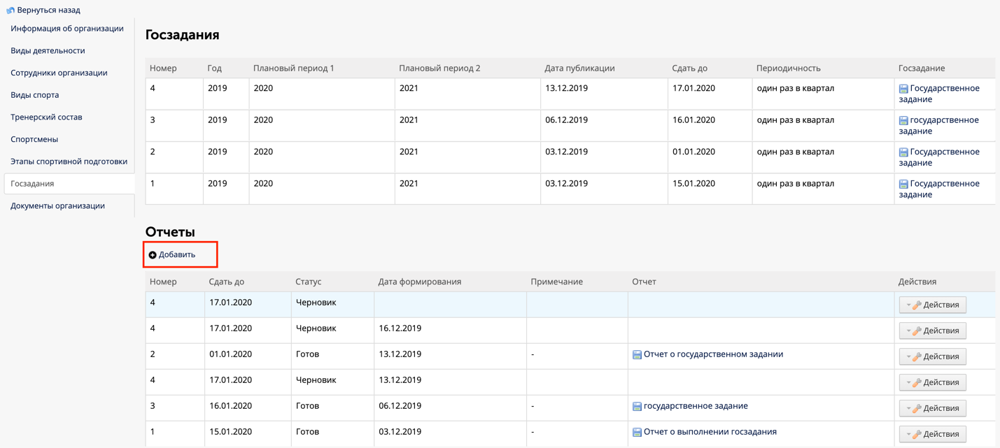 Вернуться назад
Информация об организации
Виды деятельности
Сотрудники организации
Виды спорта
Тренерский состав
Спортсмены
Этапы спортивной подготовки
Госзадания
Документы организации
Госзадания
Номер Год Плановый период 1 Плановый период 2 Дата публикации Сдать до Периодичность Госзадание
4 2019 2020 2021 13.12.2019 17.01.2020 один раз в квартал Государственное
задание
3 2019 2020 2021 06.12.2019 16.01.2020 один раз в квартал государственное
задание
2 2019 2020 2021 03.12.2019 01.01.2020 один раз в квартал Государственное
задание
1 2019 2020 2021 03.12.2019 15.01.2020 один раз в квартал Государственное
задание
Отчеты
Добавить
Номер Сдать до Статус Дата формирования Примечание Отчет Действия
4 17.01.2020 Черновик Действия
4 17.01.2020 Черновик 16.12.2019 Действия
2 01.01.2020 Готов 13.12.2019 - Отчет о государственном задании Действия
4 17.01.2020 Черновик 13.12.2019 Действия
3 16.01.2020 Готов 06.12.2019 - государственное задание Действия
1 15.01.2020 Готов 03.12.2019 - Отчет о выполнении госзадания Действия